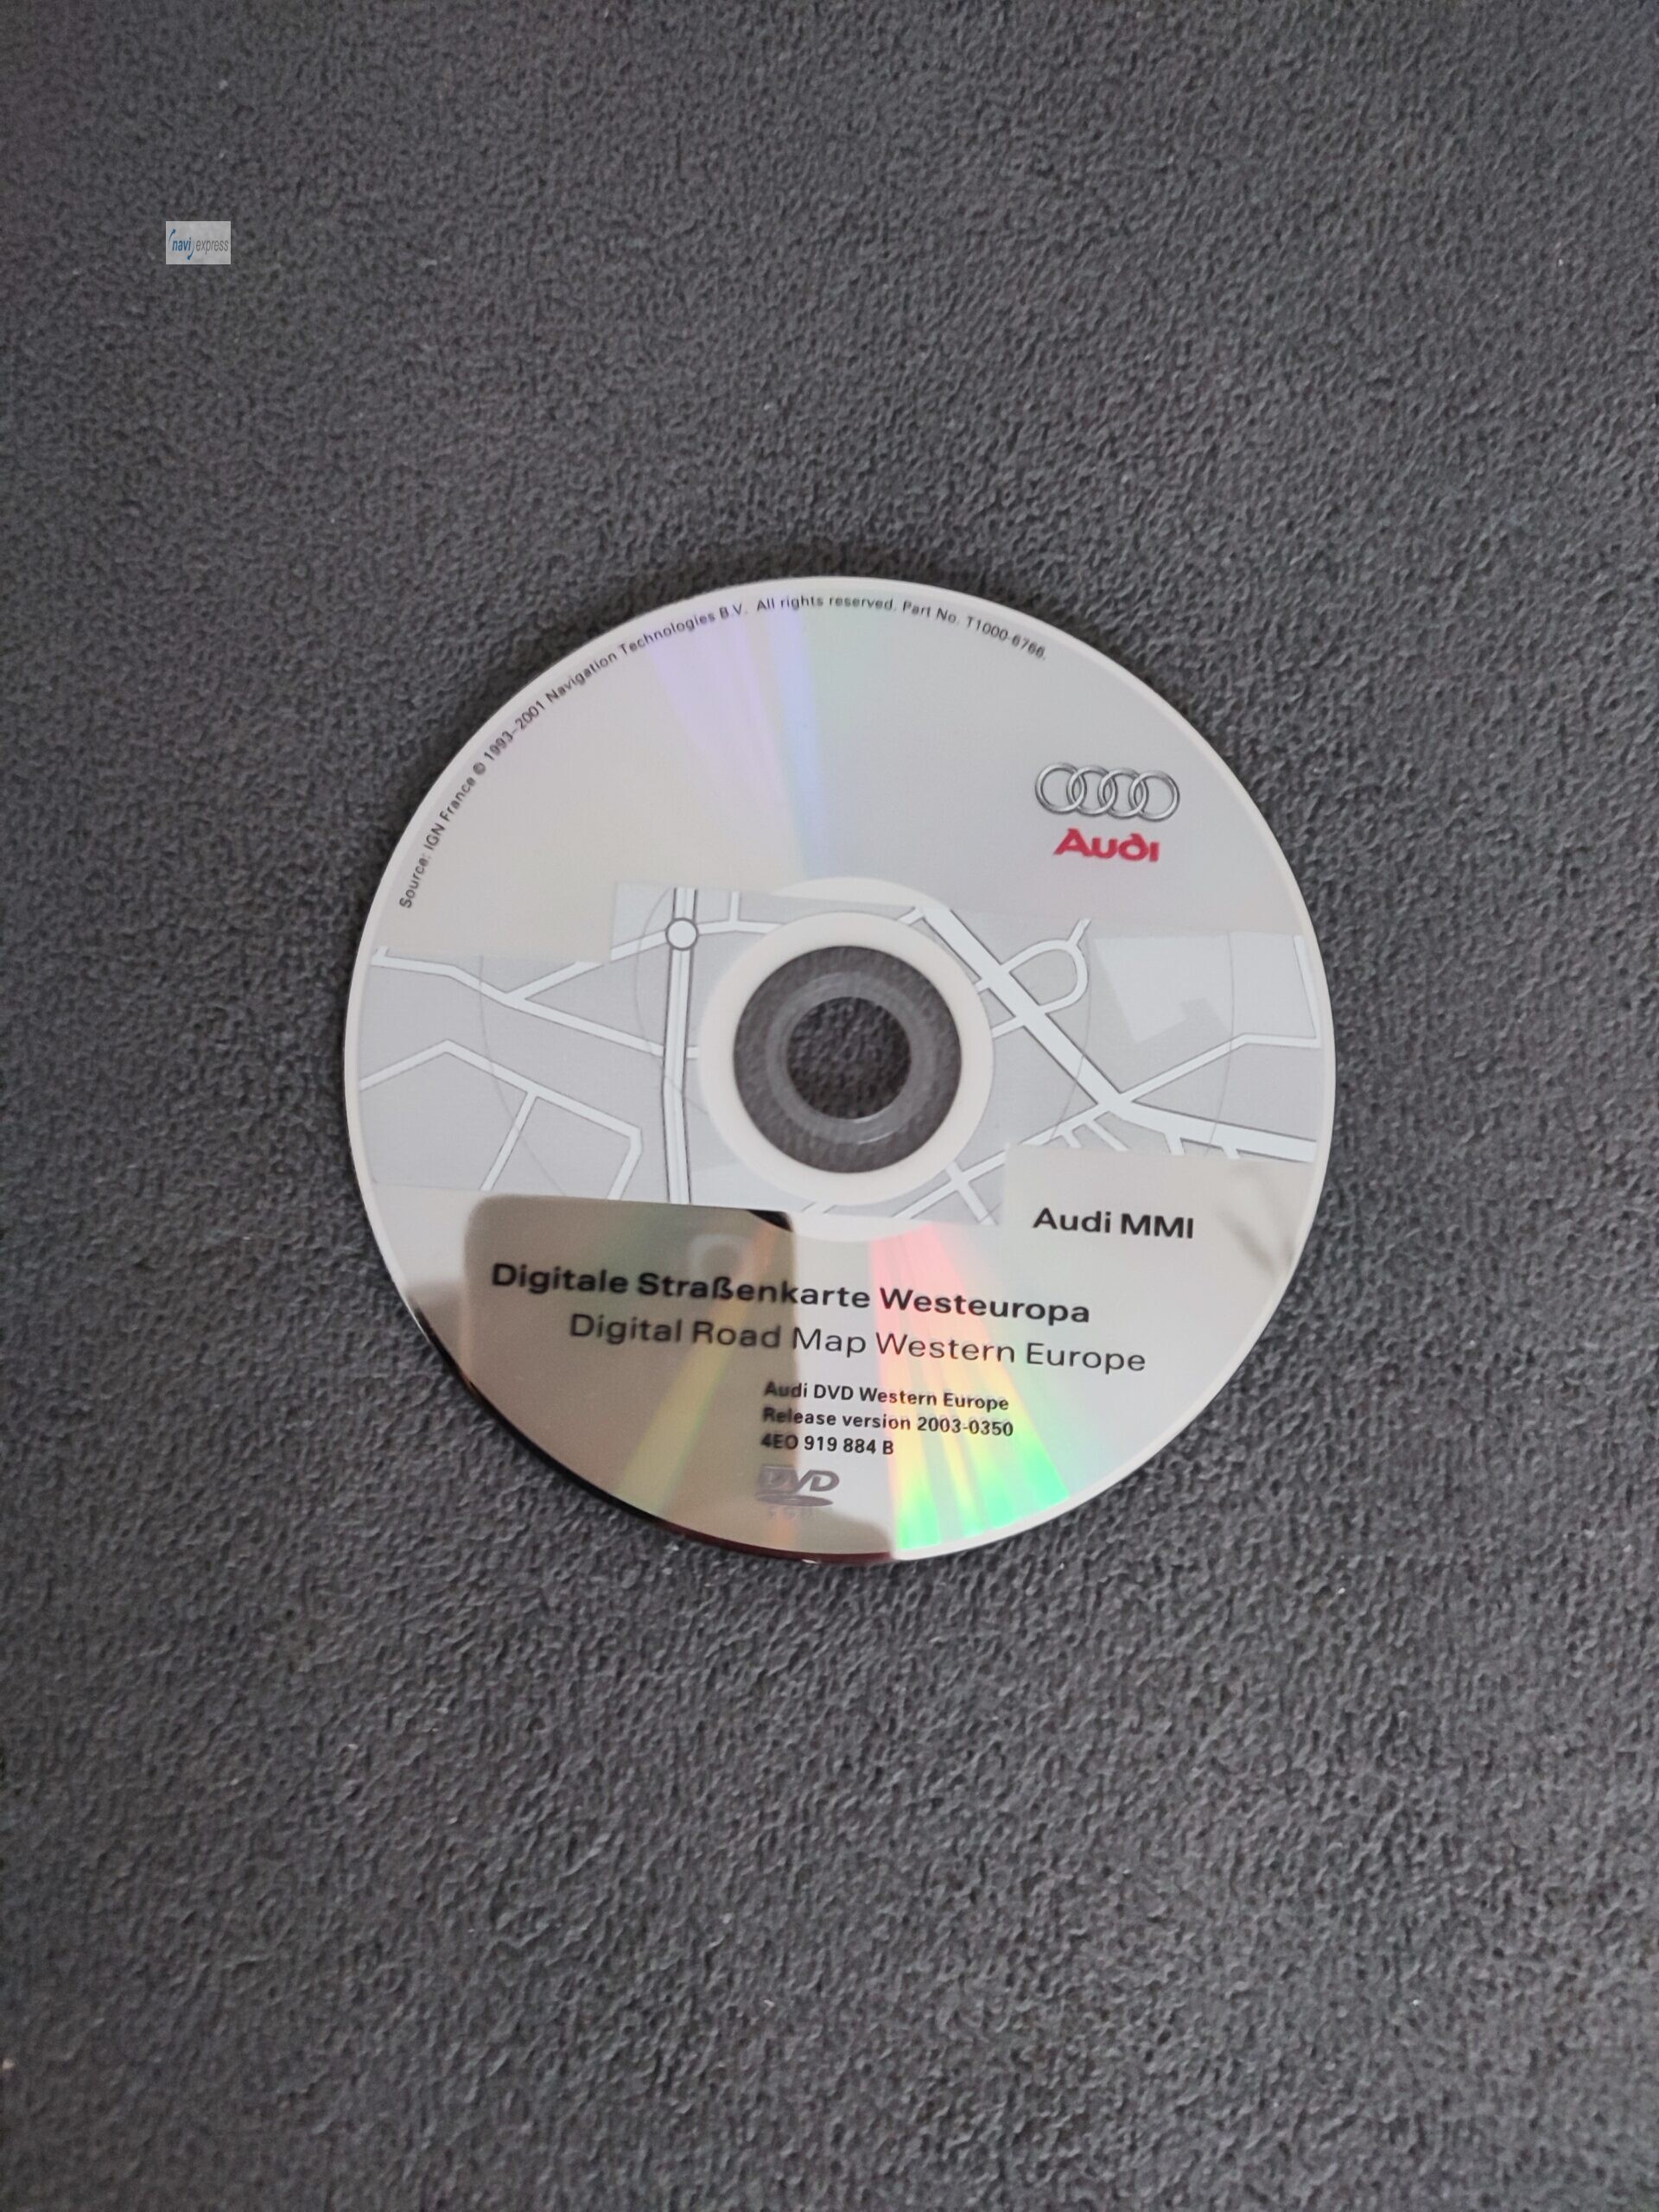 navi express
Source: IGN France © 1993–2001 Navigation Technologies B.V. All rights reserved. Part No. T1000-6766.
Audi
Audi MMI
Digitale Straßenkarte Westeuropa
Digital Road Map Western Europe
Audi DVD Western Europe
Release version 2003-0350
4EO 919 884 B
DVD